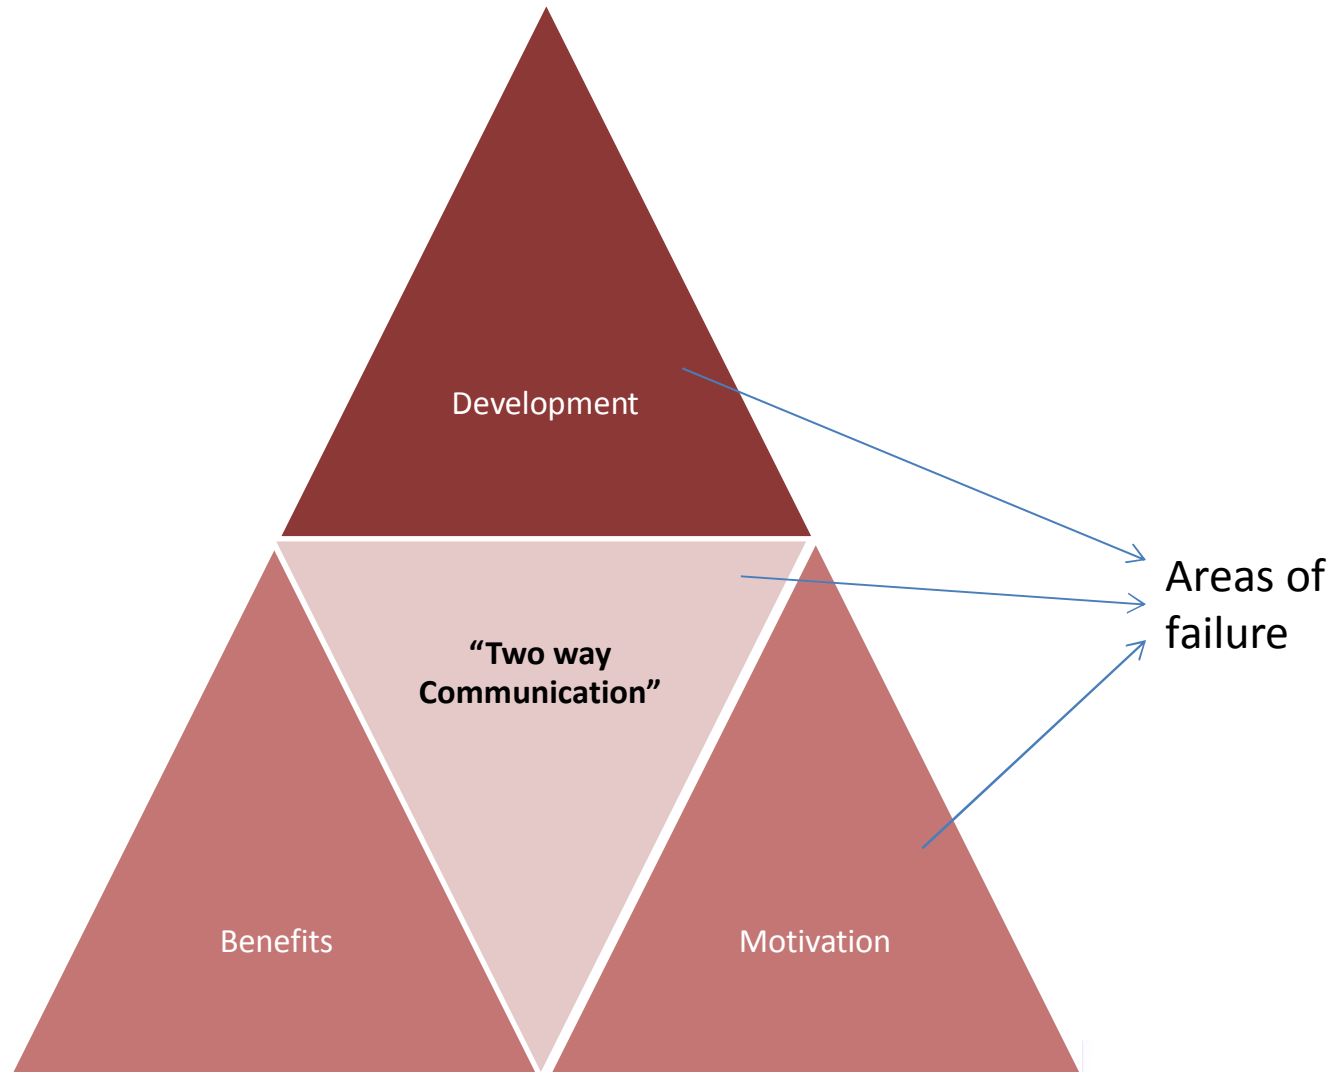 Development
Areas of
failure
“Two way
Communication”
Benefits
Motivation